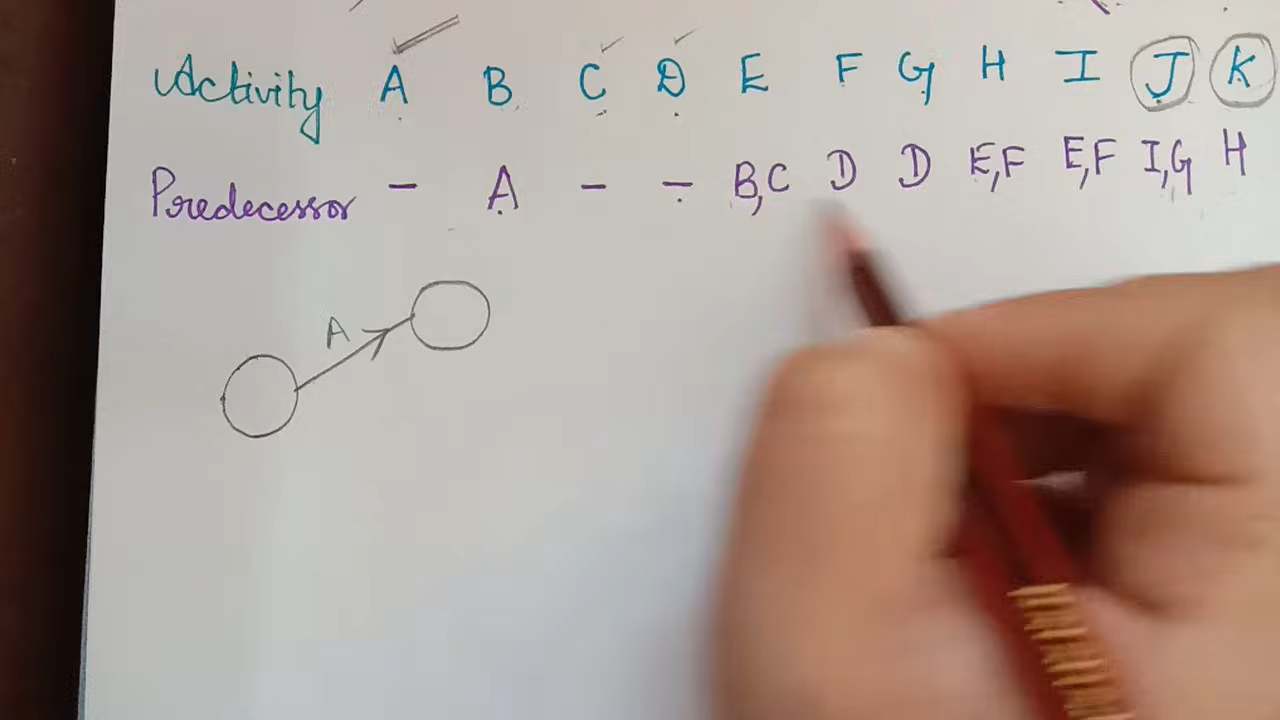 Activity A B C D E F G H I J K
Predecessor - A - - B,C D D E,F E,F I,G H
A